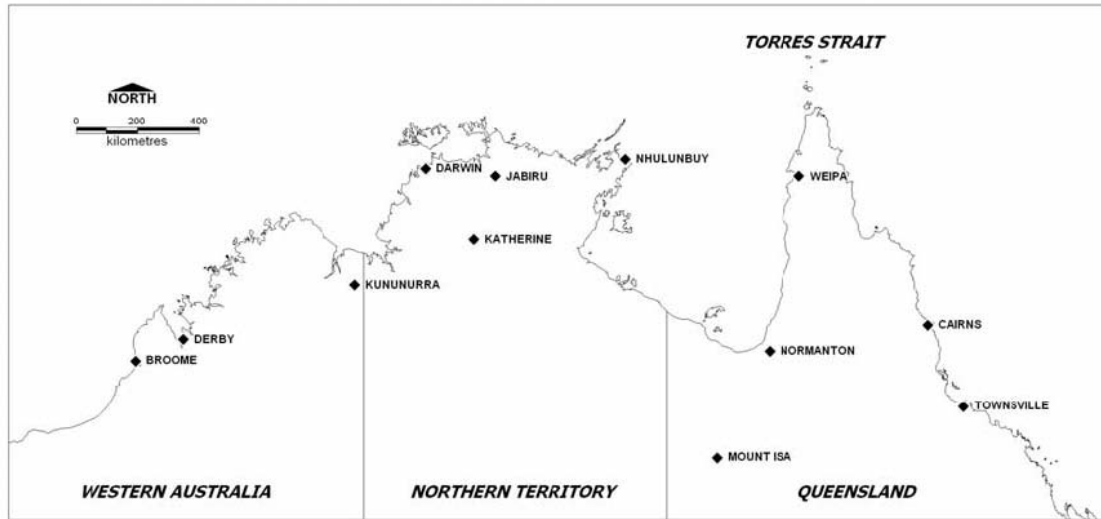 TORRES STRAIT
NORTH
0 200 400
kilometres
NHULUNBUY
DARWIN
JABIRU
WEIPA
KATHERINE
KUNUNURRA
CAIRNS
DERBY
NORMANTON
BROOME
TOWNSVILLE
MOUNT ISA
WESTERN AUSTRALIA
NORTHERN TERRITORY
QUEENSLAND